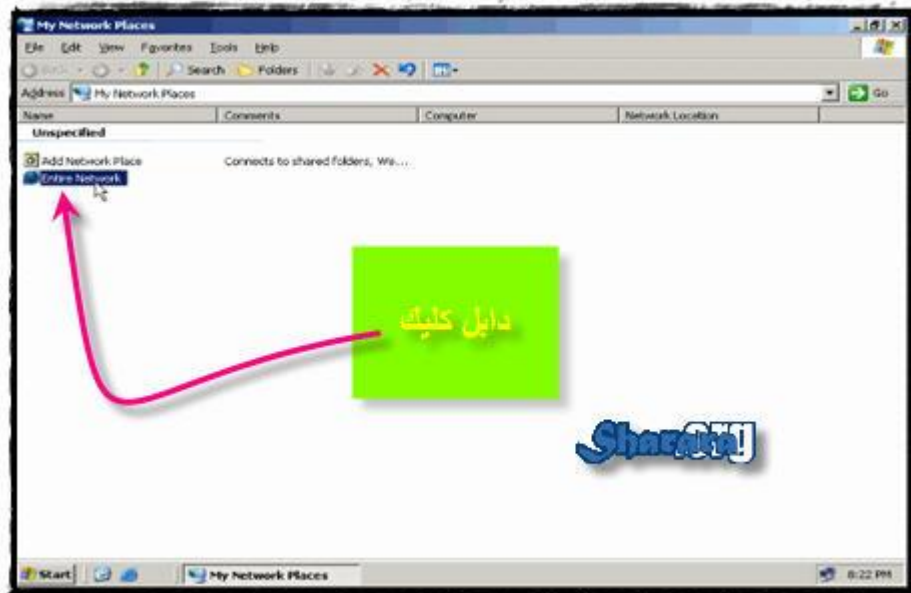 My Network Places
File Edit View Favorites Tools Help
Back Search Folders
Address My Network Places Go
Name Comments Computer Network Location
Unspecified
Add Network Place Connects to shared folders, We...
Entire Network
دابل كليك
Start My Network Places 8:22 PM